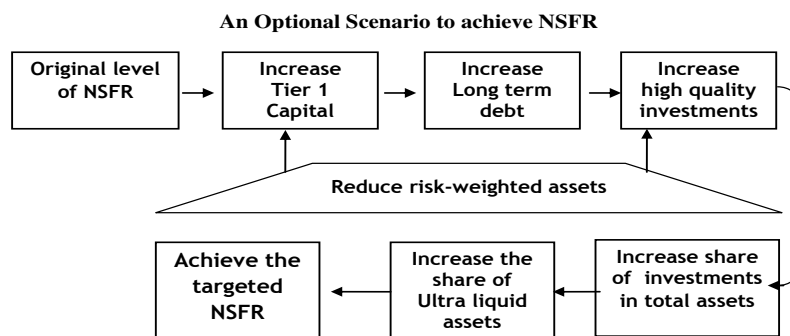 An Optional Scenario to achieve NSFR
Original level
of NSFR
Increase
Tier 1
Capital
Increase
Long term
debt
Increase
high quality
investments
Reduce risk-weighted assets
Achieve the
targeted
NSFR
Increase the
share of
Ultra liquid
assets
Increase share
of investments
in total assets